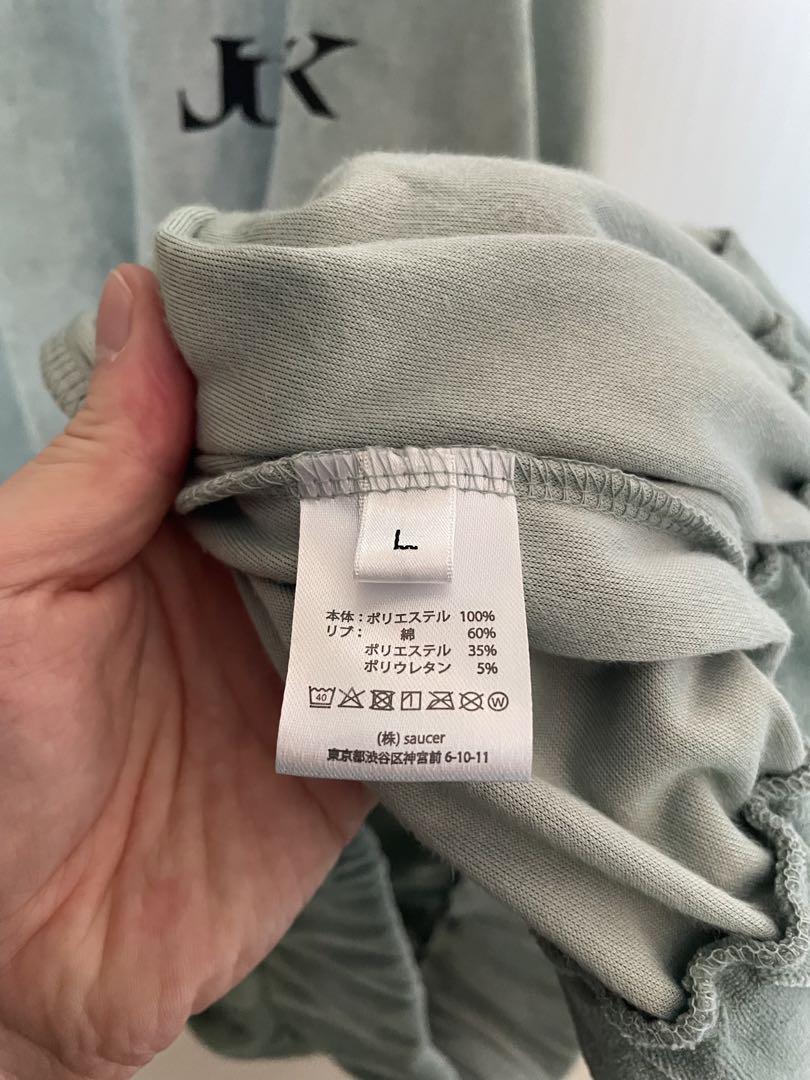 JK
L
本体：ポリエステル 100%
リブ： 綿 60%
ポリエステル 35%
ポリウレタン 5%
40 W
(株) saucer
東京都渋谷区神宮前 6-10-11